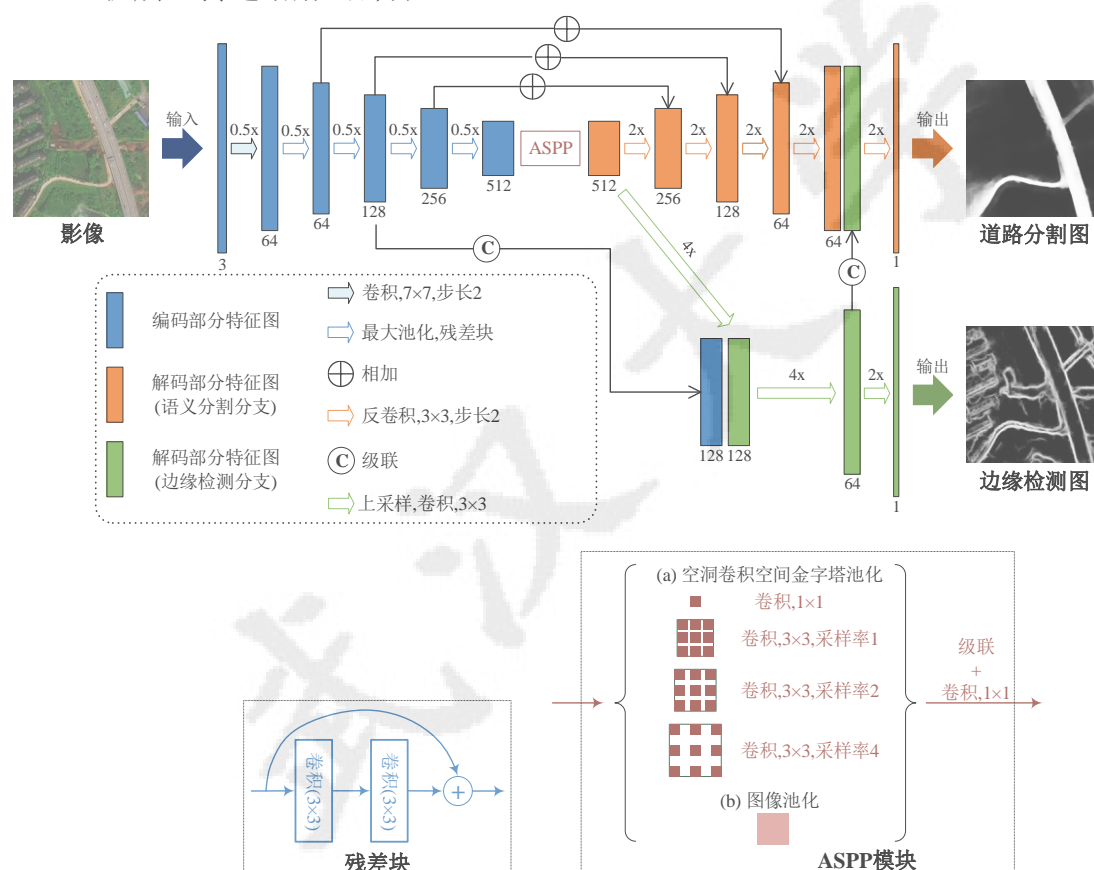 输入
0.5x
0.5x
0.5x
0.5x
0.5x
ASPP
2x
2x
2x
2x
2x
输出
影像
3
64
64
128
256
512
512
256
128
64
64
1
道路分割图
C
4x
C
编码部分特征图
解码部分特征图
(语义分割分支)
解码部分特征图
(边缘检测分支)
卷积,7×7,步长2
最大池化,残差块
相加
反卷积,3×3,步长2
C 级联
上采样,卷积,3×3
128 128
4x
64
2x
1
输出
边缘检测图
卷积(3×3)
卷积(3×3)
残差块
(a) 空洞卷积空间金字塔池化
卷积,1×1
卷积,3×3,采样率1
卷积,3×3,采样率2
卷积,3×3,采样率4
(b) 图像池化
级联
+
卷积,1×1
ASPP模块